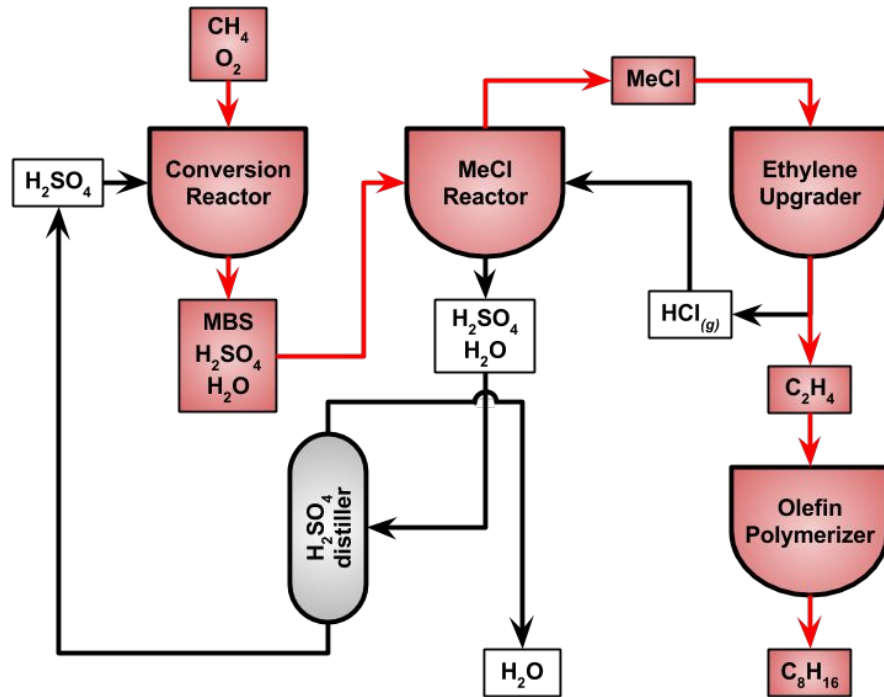 CH₄
O₂
MeCl
H₂SO₄
Conversion
Reactor
MeCl
Reactor
Ethylene
Upgrader
MBS
H₂SO₄
H₂O
H₂SO₄
H₂O
HCl(g)
C₂H₄
H₂SO₄
distiller
Olefin
Polymerizer
H₂O
C₈H₁₆